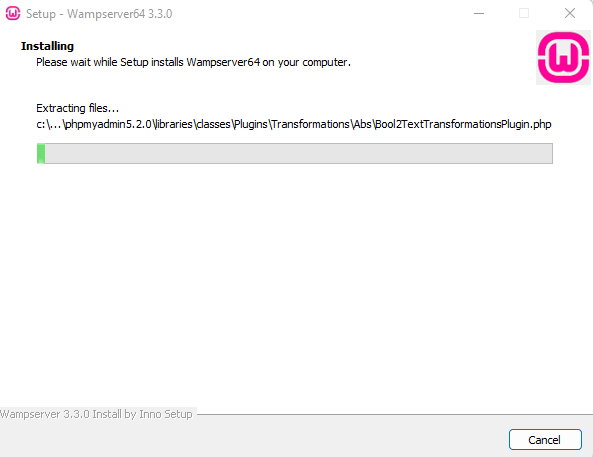 Setup - Wampserver64 3.3.0
Installing
Please wait while Setup installs Wampserver64 on your computer.
Extracting files...
c:\...\phpmyadmin5.2.0\libraries\classes\Plugins\Transformations\Abs\Bool2TextTransformationsPlugin.php
Wampserver 3.3.0 Install by Inno Setup
Cancel